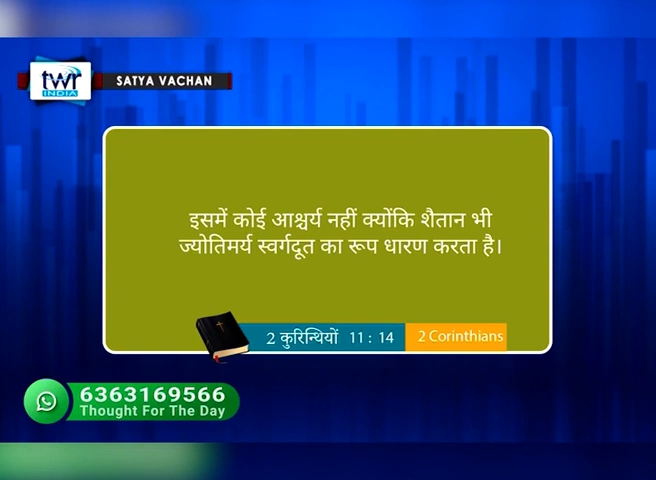 twr
INDIA
SATYA VACHAN
इसमें कोई आश्चर्य नहीं क्योंकि शैतान भी
ज्योतिमर्य स्वर्गदूत का रूप धारण करता है।
2 कुरिन्थियों 11 : 14 2 Corinthians
6363169566
Thought For The Day